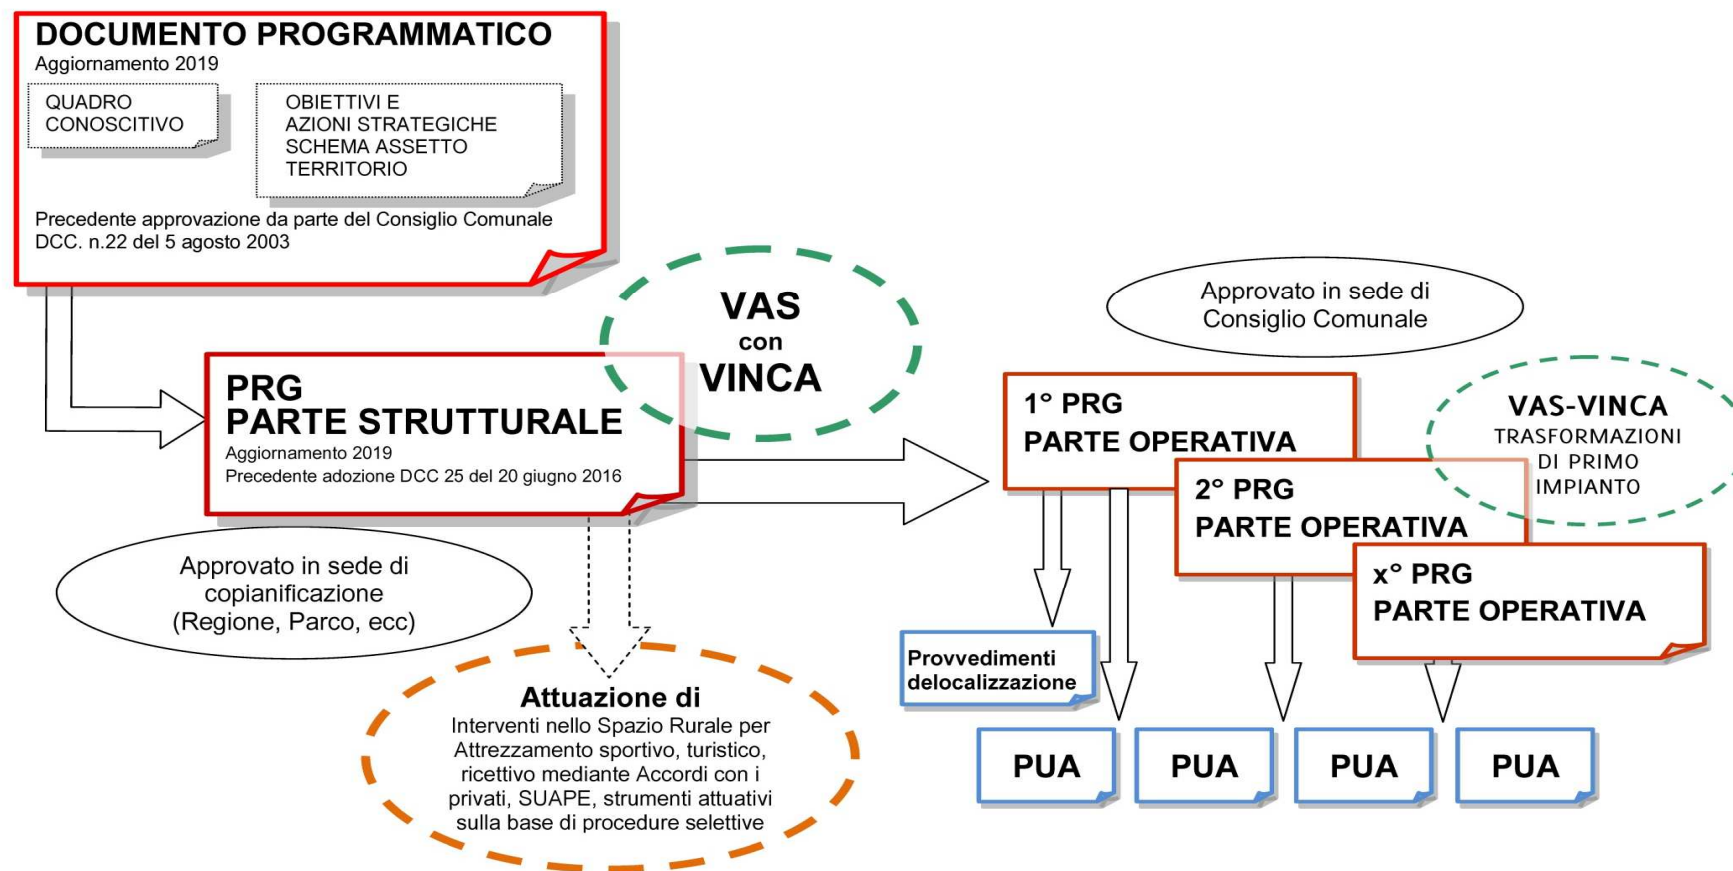 DOCUMENTO PROGRAMMATICO
Aggiornamento 2019
QUADRO
CONOSCITIVO
OBIETTIVI E
AZIONI STRATEGICHE
SCHEMA ASSETTO
TERRITORIO
Precedente approvazione da parte del Consiglio Comunale
DCC. n.22 del 5 agosto 2003
VAS
con
VINCA
PRG
PARTE STRUTTURALE
Aggiornamento 2019
Precedente adozione DCC 25 del 20 giugno 2016
Approvato in sede di
copianificazione
(Regione, Parco, ecc)
Attuazione di
Interventi nello Spazio Rurale per
Attrezzamento sportivo, turistico,
ricettivo mediante Accordi con i
privati, SUAPE, strumenti attuativi
sulla base di procedure selettive
Approvato in sede di
Consiglio Comunale
1° PRG
PARTE OPERATIVA
VAS-VINCA
TRASFORMAZIONI
DI PRIMO
IMPIANTO
2° PRG
PARTE OPERATIVA
x° PRG
PARTE OPERATIVA
Provvedimenti
delocalizzazione
PUA
PUA
PUA
PUA